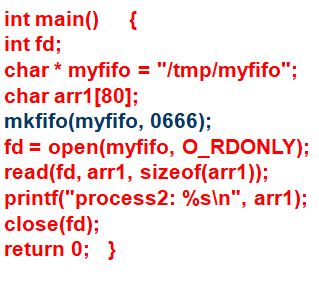 int main()    {
int fd;
char * myfifo = "/tmp/myfifo";
char arr1[80];
mkfifo(myfifo, 0666);
fd = open(myfifo, O_RDONLY);
read(fd, arr1, sizeof(arr1));
printf("process2: %s\n", arr1);
close(fd);
return 0;   }